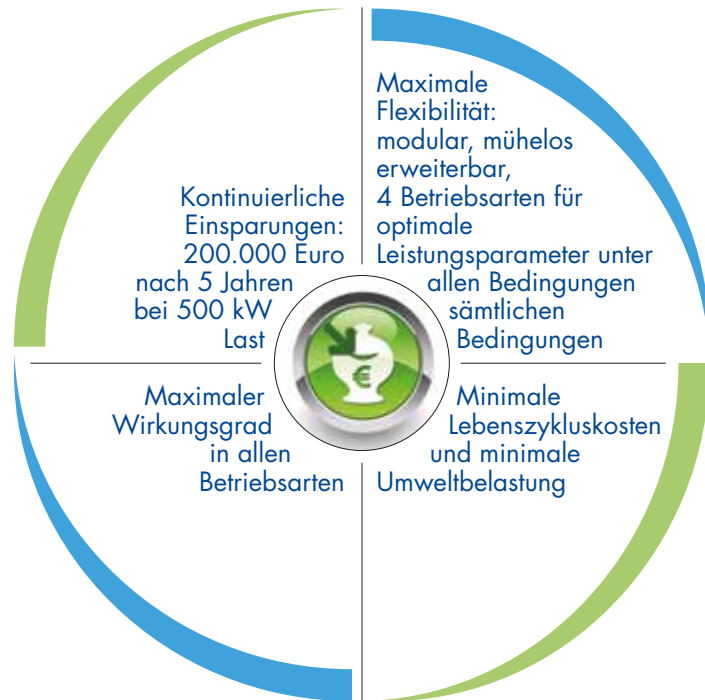 Kontinuierliche
Einsparungen:
200.000 Euro
nach 5 Jahren
bei 500 kW
Last
Maximale
Flexibilität:
modular, mühelos
erweiterbar,
4 Betriebsarten für
optimale
Leistungsparameter unter
allen Bedingungen
sämtlichen
Bedingungen
Maximaler
Wirkungsgrad
in allen
Betriebsarten
Minimale
Lebenszykluskosten
und minimale
Umweltbelastung
€